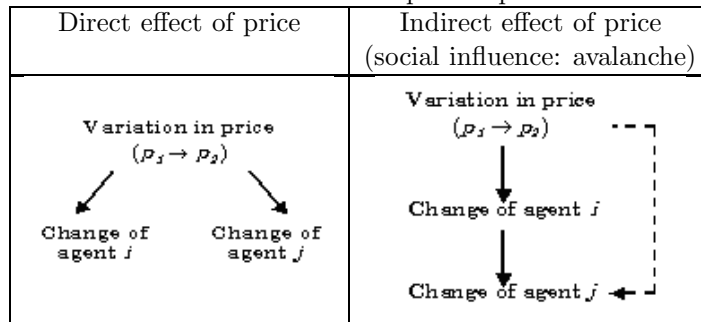 Direct effect of price
Indirect effect of price
(social influence: avalanche)
Variation in price
(p₁ → p₂)
Change of
agent i
Change of
agent j
Variation in price
(p₁ → p₂)
Change of agent i
Change of agent j